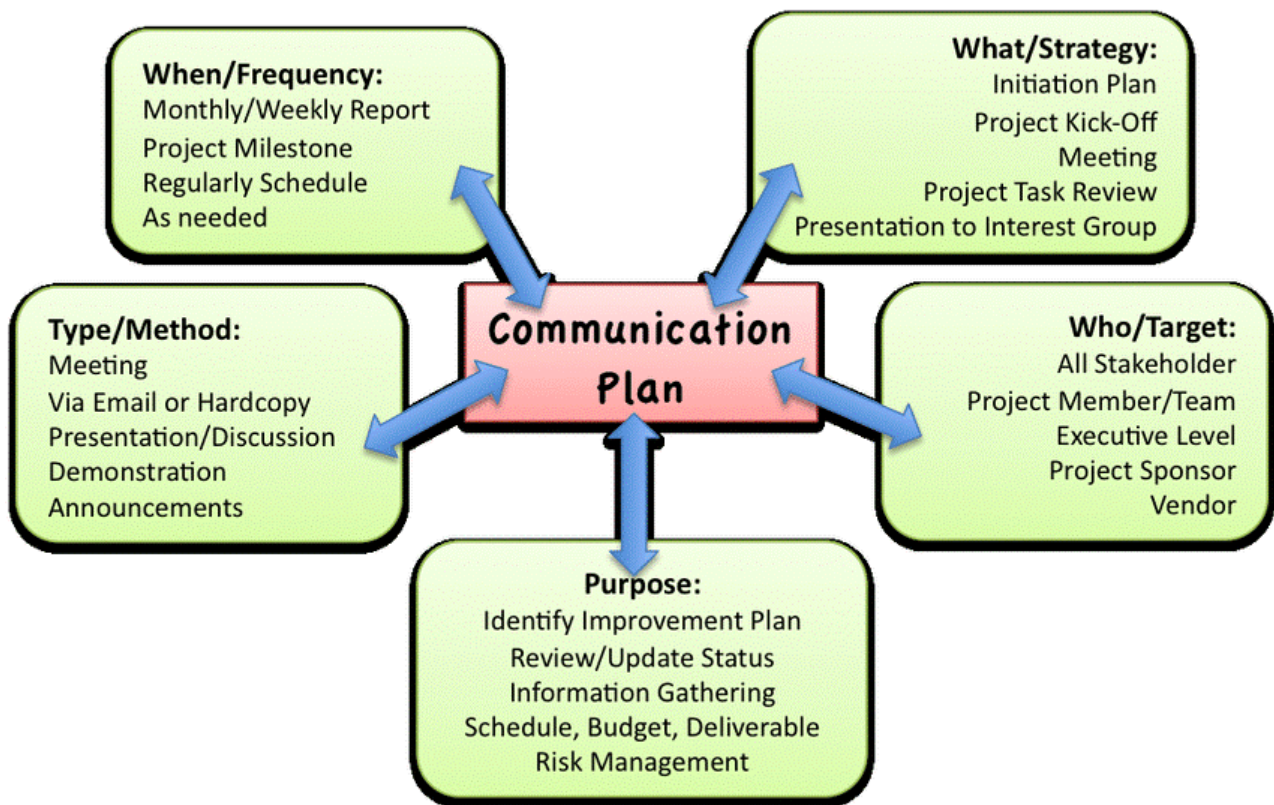 When/Frequency:
Monthly/Weekly Report
Project Milestone
Regularly Schedule
As needed
What/Strategy:
Initiation Plan
Project Kick-Off
Meeting
Project Task Review
Presentation to Interest Group
Communication
Plan
Type/Method:
Meeting
Via Email or Hardcopy
Presentation/Discussion
Demonstration
Announcements
Who/Target:
All Stakeholder
Project Member/Team
Executive Level
Project Sponsor
Vendor
Purpose:
Identify Improvement Plan
Review/Update Status
Information Gathering
Schedule, Budget, Deliverable
Risk Management